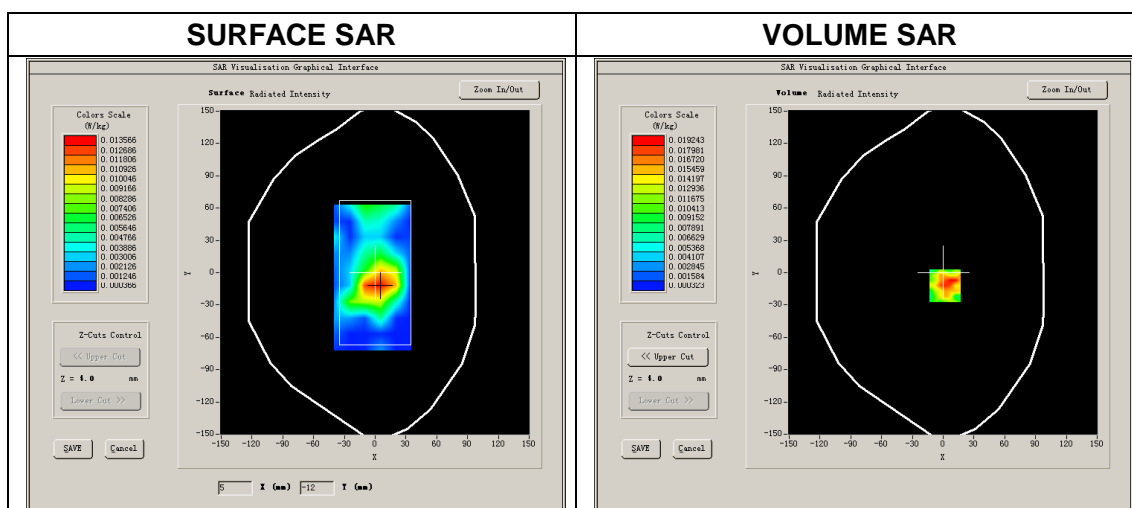 SURFACE SAR
VOLUME SAR
SAR Visualisation Graphical Interface
Surface Radiated Intensity
Zoom In/Out
Colors Scale
(W/kg)
0.013566
0.012686
0.011806
0.010926
0.010046
0.009166
0.008286
0.007406
0.006526
0.005646
0.004766
0.003886
0.003006
0.002126
0.001246
0.000366
150
120
90
60
30
0
-30
-60
-90
-120
-150
Y
-150 -120 -90 -60 -30 0 30 60 90 120 150
X
Z-Cuts Control
<< Upper Cut
Z = 4.0 mm
Lower Cut >>
SAVE Cancel
5 X (mm) -12 Y (mm)
SAR Visualisation Graphical Interface
Volume Radiated Intensity
Zoom In/Out
Colors Scale
(W/kg)
0.019243
0.017981
0.016720
0.015459
0.014197
0.012936
0.011675
0.010413
0.009152
0.007891
0.006629
0.005368
0.004107
0.002845
0.001584
0.000323
150
120
90
60
30
0
-30
-60
-90
-120
-150
Y
-150 -120 -90 -60 -30 0 30 60 90 120 150
X
Z-Cuts Control
<< Upper Cut
Z = 4.0 mm
Lower Cut >>
SAVE Cancel